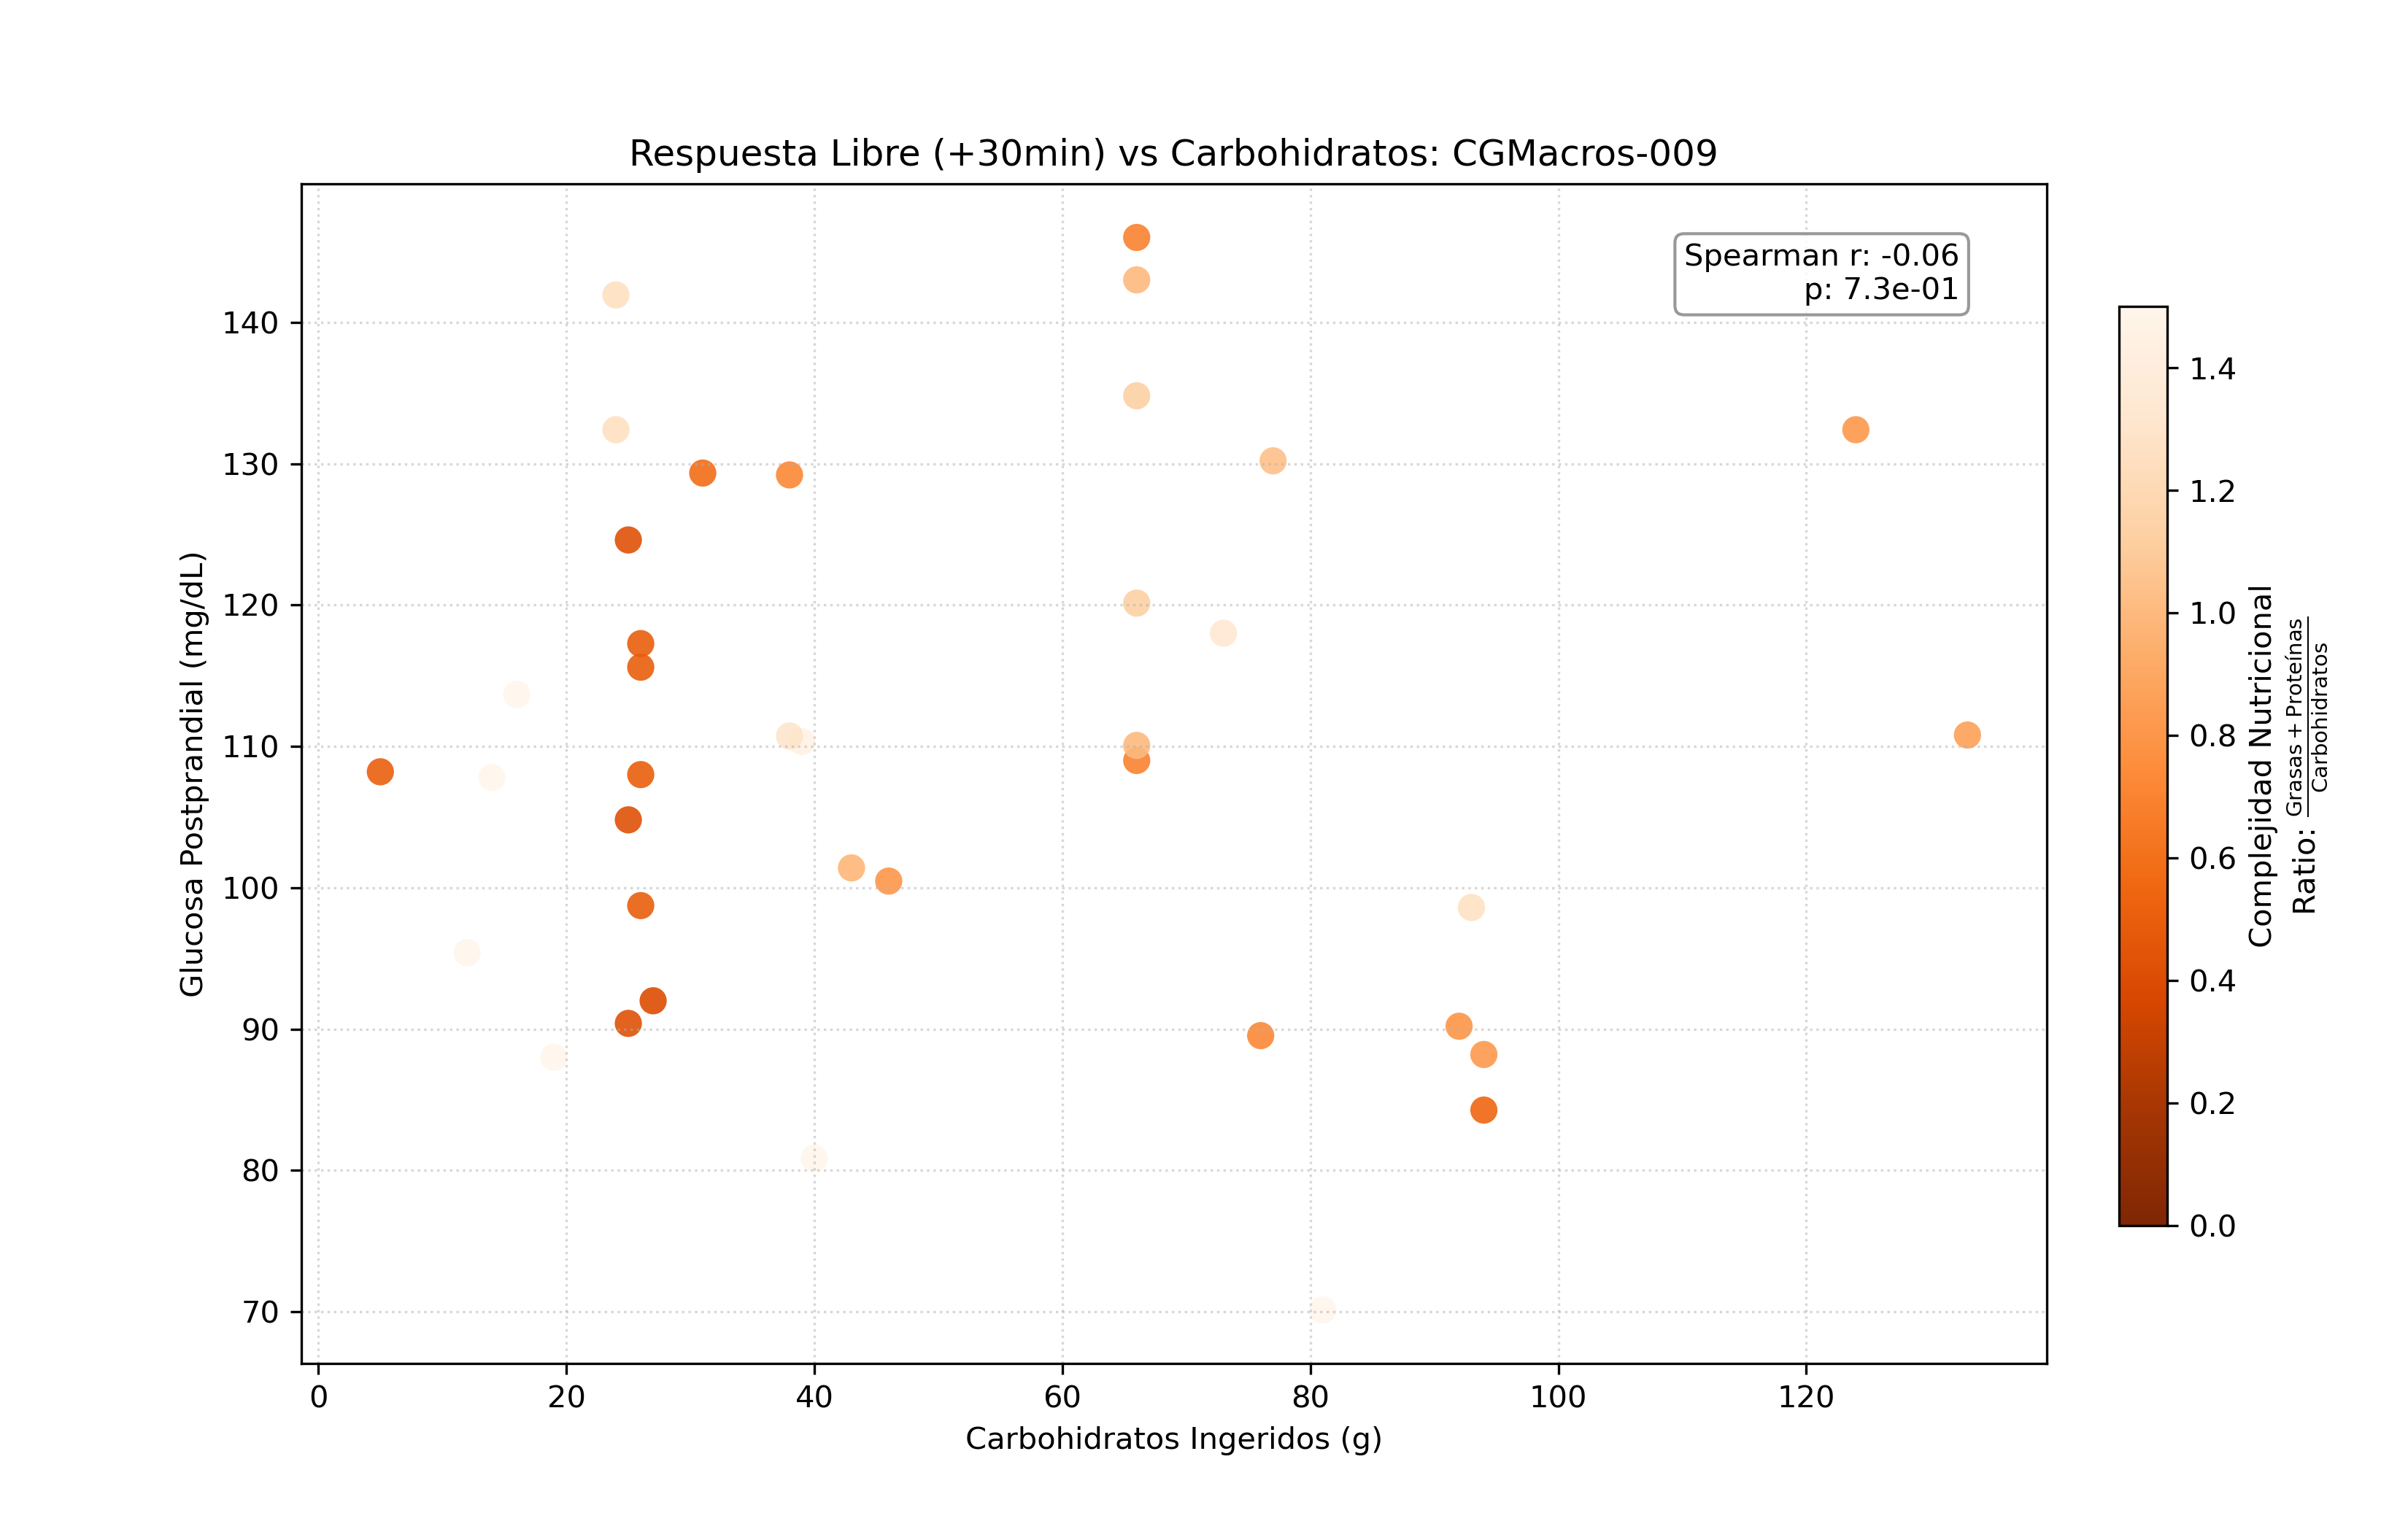 Respuesta Libre (+30min) vs Carbohidratos: CGMacros-009
Spearman r: -0.06
p: 7.3e-01
Glucosa Postprandial (mg/dL)
140
130
120
110
100
90
80
70
0
20
40
60
80
100
120
Carbohidratos Ingeridos (g)
1.4
1.2
1.0
0.8
0.6
0.4
0.2
0.0
Complejidad Nutricional
Ratio: Grasas + Proteínas
Carbohidratos